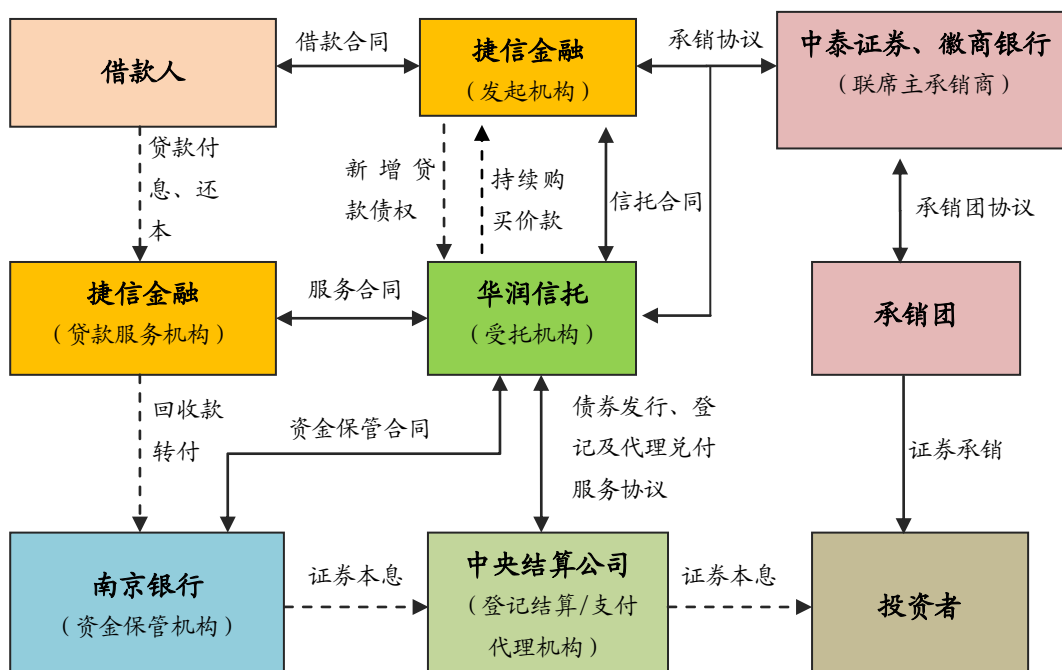 借款人
借款合同
捷信金融
（发起机构）
承销协议
中泰证券、徽商银行
（联席主承销商）
贷款付
息、还
本
新增贷
款债权
持续购
买价款
信托合同
承销团协议
捷信金融
（贷款服务机构）
服务合同
华润信托
（受托机构）
承销团
回收款
转付
资金保管合同
债券发行、登
记及代理兑付
服务协议
证券承销
南京银行
（资金保管机构）
证券本息
中央结算公司
（登记结算/支付
代理机构）
证券本息
投资者